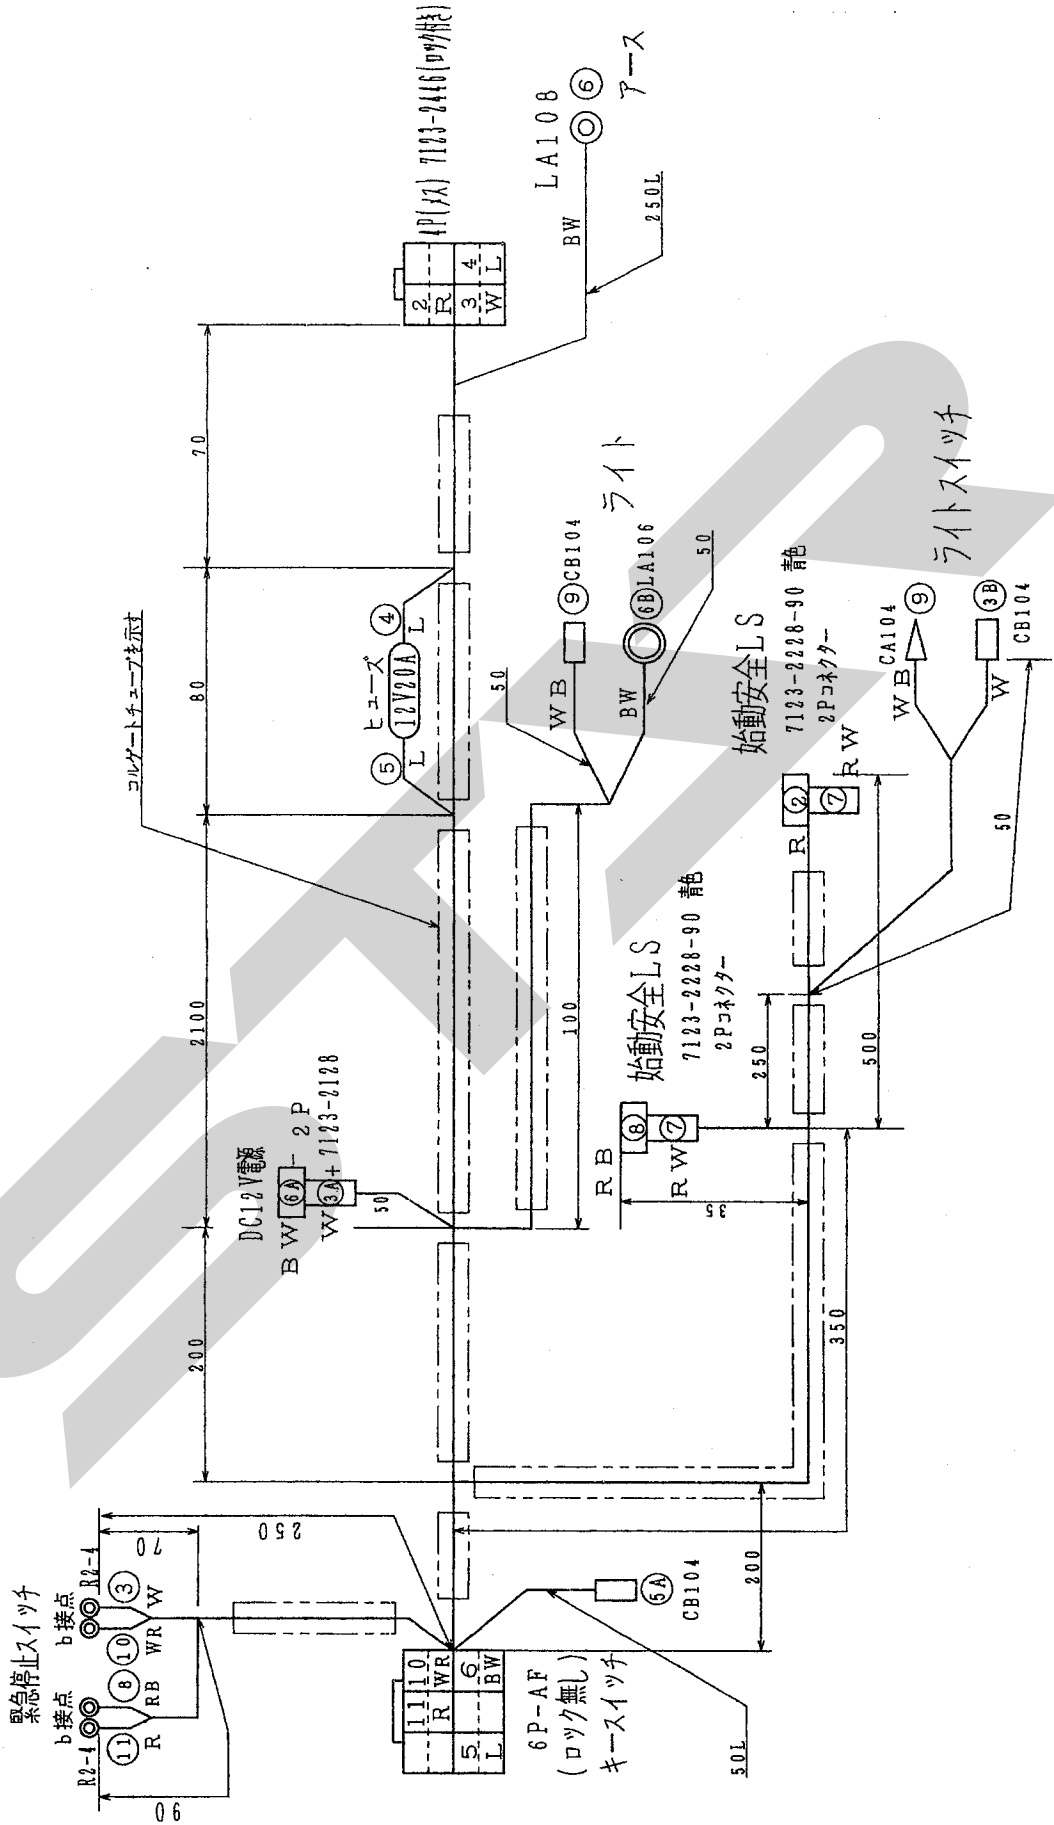 緊急停止スイッチ
b接点
b接点
R2-4
R2-4
⑪
⑧
⑩
③
R
RB
WR
W
90
70
250
11
10
R
WR
5
6
L
BW
6P-AF
(ロック無し)
キースイッチ
50L
5A
CB104
200
200
2100
80
70
コルゲートチューブを示す
DC12V電源
BW
6A
-
2P
W
3A
+
7123-2128
50
ヒューズ
⑤
12V20A
④
L
L
4P(メス) 7123-2446(ロック付き)
2
R
3
4
W
L
LA108
⑥
アース
BW
250L
100
50
WB
⑨
CB104
BW
6B
LA106
50
ライト
始動安全LS
7123-2228-90 青色
2Pコネクター
RB
⑧
RW
⑦
35
350
250
500
始動安全LS
7123-2228-90 青色
2Pコネクター
R
②
⑦
RW
WB
CA104
⑨
W
3B
CB104
50
ライトスイッチ
STR